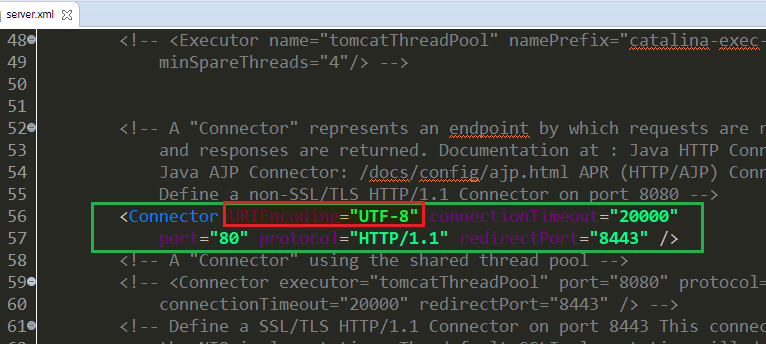 server.xml
48 <!-- <Executor name="tomcatThreadPool" namePrefix="catalina-exec-
49 minSpareThreads="4"/> -->
50
51
52 <!-- A "Connector" represents an endpoint by which requests are r
53 and responses are returned. Documentation at : Java HTTP Conn
54 Java AJP Connector: /docs/config/ajp.html APR (HTTP/AJP) Conn
55 Define a non-SSL/TLS HTTP/1.1 Connector on port 8080 -->
56 <Connector URIEncoding="UTF-8" connectionTimeout="20000"
57 port="80" protocol="HTTP/1.1" redirectPort="8443" />
58 <!-- A "Connector" using the shared thread pool -->
59 <!-- <Connector executor="tomcatThreadPool" port="8080" protocol=
60 connectionTimeout="20000" redirectPort="8443" /> -->
61 <!-- Define a SSL/TLS HTTP/1.1 Connector on port 8443 This connec